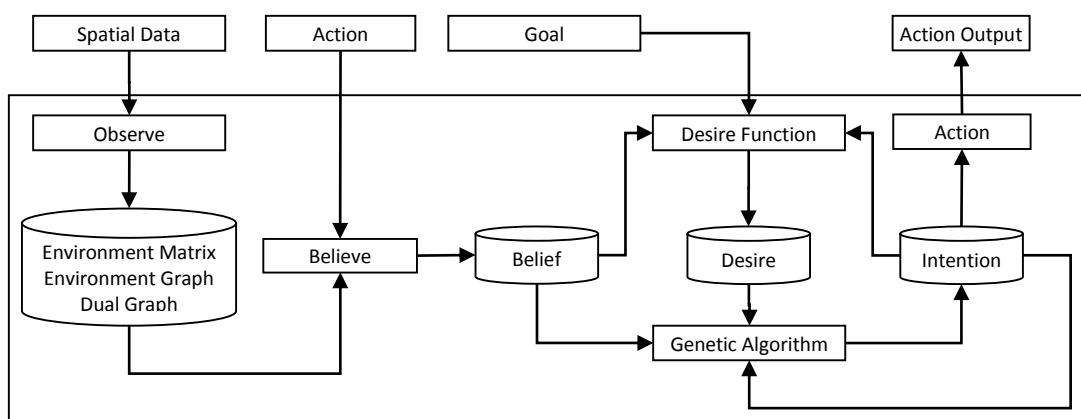 Spatial Data
Action
Goal
Action Output
Observe
Desire Function
Action
Environment Matrix
Environment Graph
Dual Graph
Believe
Belief
Desire
Intention
Genetic Algorithm